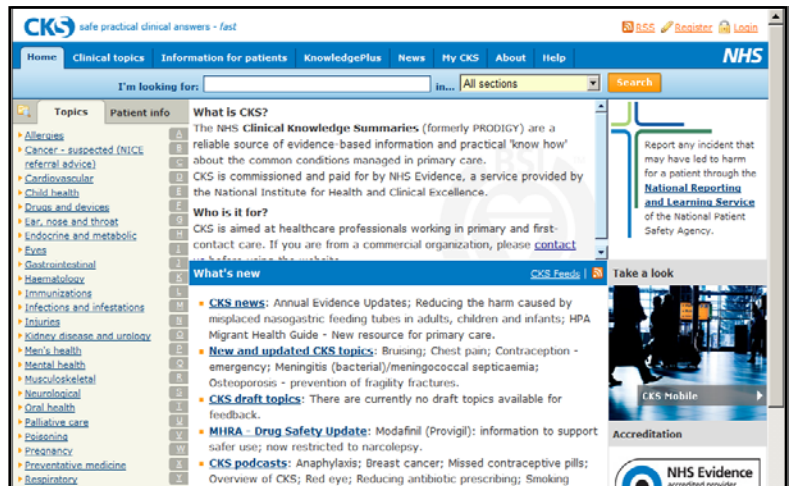 CKS safe practical clinical answers - fast
RSS Register Login
Home Clinical topics Information for patients KnowledgePlus News My CKS About Help NHS
I'm looking for: in... All sections Search
Topics Patient info
Allergies
Cancer - suspected (NICE
referral advice)
Cardiovascular
Child health
Drugs and devices
Ear, nose and throat
Endocrine and metabolic
Eyes
Gastrointestinal
Haematology
Immunizations
Infections and infestations
Injuries
Kidney disease and urology
Men's health
Mental health
Musculoskeletal
Neurological
Oral health
Palliative care
Poisoning
Pregnancy
Preventative medicine
Respiratory
A
B
C
D
E
F
G
H
I
J
K
L
M
N
O
P
Q
R
S
T
U
V
W
X
Y
Z
What is CKS?
The NHS Clinical Knowledge Summaries (formerly PRODIGY) are a
reliable source of evidence-based information and practical 'know how'
about the common conditions managed in primary care.
CKS is commissioned and paid for by NHS Evidence, a service provided by
the National Institute for Health and Clinical Excellence.
Who is it for?
CKS is aimed at healthcare professionals working in primary and first-
contact care. If you are from a commercial organization, please contact
What's new CKS Feeds |
CKS news: Annual Evidence Updates; Reducing the harm caused by
misplaced nasogastric feeding tubes in adults, children and infants; HPA
Migrant Health Guide - New resource for primary care.
New and updated CKS topics: Bruising; Chest pain; Contraception -
emergency; Meningitis (bacterial)/meningococcal septicaemia;
Osteoporosis - prevention of fragility fractures.
CKS draft topics: There are currently no draft topics available for
feedback.
MHRA - Drug Safety Update: Modafinil (Provigil): information to support
safer use; now restricted to narcolepsy.
CKS podcasts: Anaphylaxis; Breast cancer; Missed contraceptive pills;
Overview of CKS; Red eye; Reducing antibiotic prescribing; Smoking
Report any incident that
may have led to harm
for a patient through the
National Reporting
and Learning Service
of the National Patient
Safety Agency.
Take a look
CKS Mobile
Accreditation
NHS Evidence
accredited provider